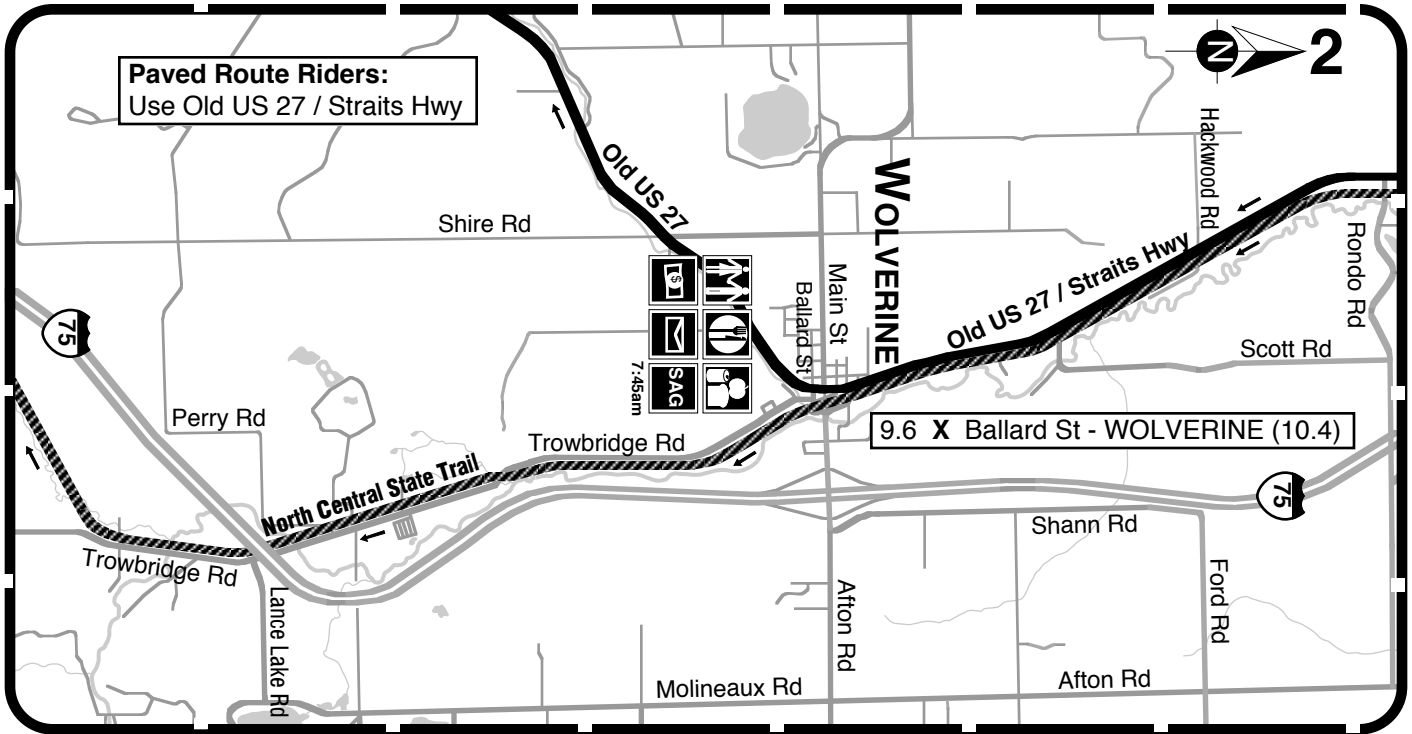 2
N
Paved Route Riders:
Use Old US 27 / Straits Hwy
Hackwood Rd
Old US 27
WOLVERINE
Shire Rd
Rondo Rd
Old US 27 / Straits Hwy
Main St
Ballard St
$
75
Scott Rd
SAG
7:45am
Perry Rd
Trowbridge Rd
9.6 X Ballard St - WOLVERINE (10.4)
North Central State Trail
75
Shann Rd
Trowbridge Rd
Lance Lake Rd
Afton Rd
Ford Rd
Molineaux Rd
Afton Rd